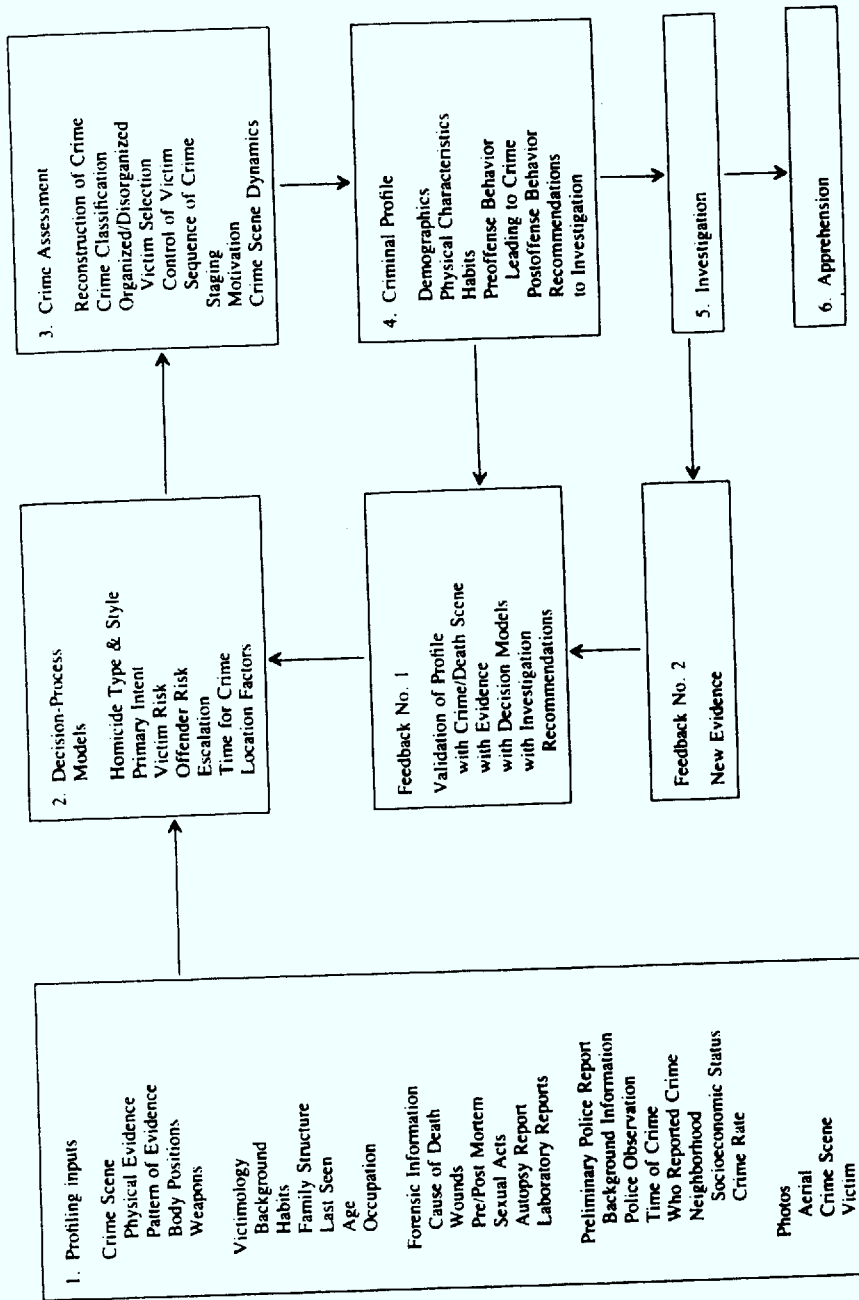 1. Profiling inputs
Crime Scene
Physical Evidence
Pattern of Evidence
Body Positions
Weapons
Victimology
Background
Habits
Family Structure
Last Seen
Age
Occupation
Forensic Information
Cause of Death
Wounds
Pre/Post Mortem
Sexual Acts
Autopsy Report
Laboratory Reports
Preliminary Police Report
Background Information
Police Observation
Time of Crime
Who Reported Crime
Neighborhood
Socioeconomic Status
Crime Rate
Photos
Aerial
Crime Scene
Victim
2. Decision-Process
Models
Homicide Type & Style
Primary Intent
Victim Risk
Offender Risk
Escalation
Time for Crime
Location Factors
3. Crime Assessment
Reconstruction of Crime
Crime Classification
Organized/Disorganized
Victim Selection
Control of Victim
Sequence of Crime
Staging
Motivation
Crime Scene Dynamics
4. Criminal Profile
Demographics
Physical Characteristics
Habits
Preoffense Behavior
Leading to Crime
Postoffense Behavior
Recommendations
to Investigation
Feedback No. 1
Validation of Profile
with Crime/Death Scene
with Evidence
with Decision Models
with Investigation
Recommendations
5. Investigation
Feedback No. 2
New Evidence
6. Apprehension